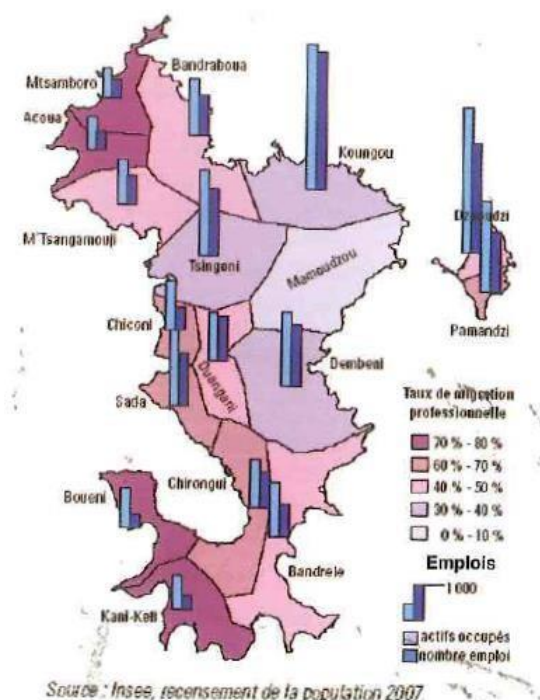 Bandraboua
Mtsamboro
Acoua
Koungou
Dzaoudzi
M'Tsangamouji
Tsingoni
Mamoudzou
Pamandzi
Chiconi
Dembeni
Ouangani
Sada
Taux de migration
professionnelle
70 % - 80 %
60 % - 70 %
40 % - 50 %
30 % - 40 %
0 % - 10 %
Chirongui
Boueni
Bandrele
Emplois
1 000
Kani-Keli
actifs occupés
nombre emploi
Source : Insee, recensement de la population 2007